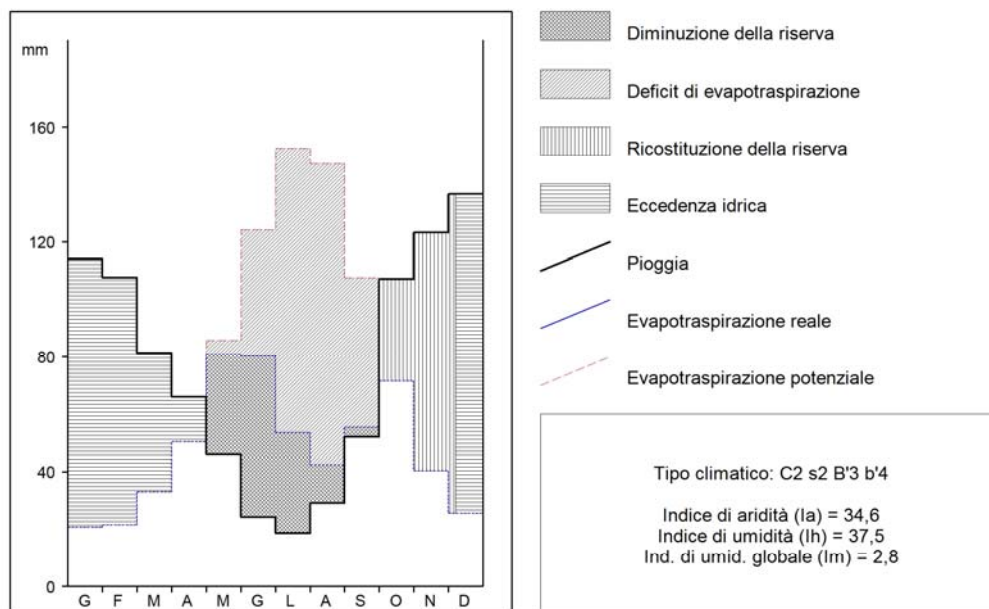 mm
160
120
80
40
0
G F M A M G L A S O N D
Diminuzione della riserva
Deficit di evapotraspirazione
Ricostituzione della riserva
Eccedenza idrica
Pioggia
Evapotraspirazione reale
Evapotraspirazione potenziale
Tipo climatico: C2 s2 B'3 b'4
Indice di aridità (Ia) = 34,6
Indice di umidità (Ih) = 37,5
Ind. di umid. globale (Im) = 2,8